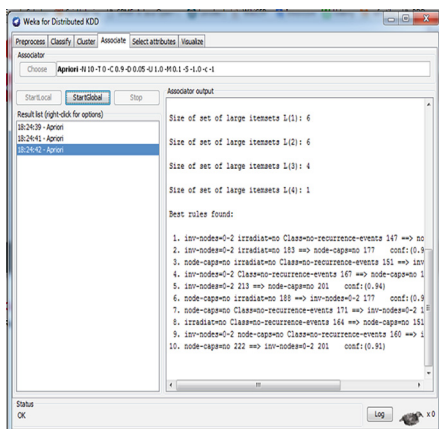 Weka for Distributed KDD
Preprocess Classify Cluster Associate Select attributes Visualize
Associator
Choose Apriori -N 10 -T 0 -C 0.9 -D 0.05 -U 1.0 -M 0.1 -S -1.0 -c -1
StartLocal StartGlobal Stop
Result list (right-click for options)
18:24:39 - Apriori
18:24:41 - Apriori
18:24:42 - Apriori
Associator output
Size of set of large itemsets L(1): 6
Size of set of large itemsets L(2): 6
Size of set of large itemsets L(3): 4
Size of set of large itemsets L(4): 1
Best rules found:
1. inv-nodes=0-2 irradiat=no Class=no-recurrence-events 147 ==> no
2. inv-nodes=0-2 irradiat=no 183 ==> node-caps=no 177 conf:(0.9
3. node-caps=no irradiat=no Class=no-recurrence-events 151 ==> inv
4. inv-nodes=0-2 Class=no-recurrence-events 167 ==> node-caps=no 1
5. inv-nodes=0-2 213 ==> node-caps=no 201 conf:(0.94)
6. node-caps=no irradiat=no 188 ==> inv-nodes=0-2 177 conf:(0.9
7. node-caps=no Class=no-recurrence-events 171 ==> inv-nodes=0-2 1
8. irradiat=no Class=no-recurrence-events 164 ==> node-caps=no 151
9. inv-nodes=0-2 node-caps=no Class=no-recurrence-events 160 ==> i
10. node-caps=no 222 ==> inv-nodes=0-2 201 conf:(0.91)
Status
OK
Log x 0